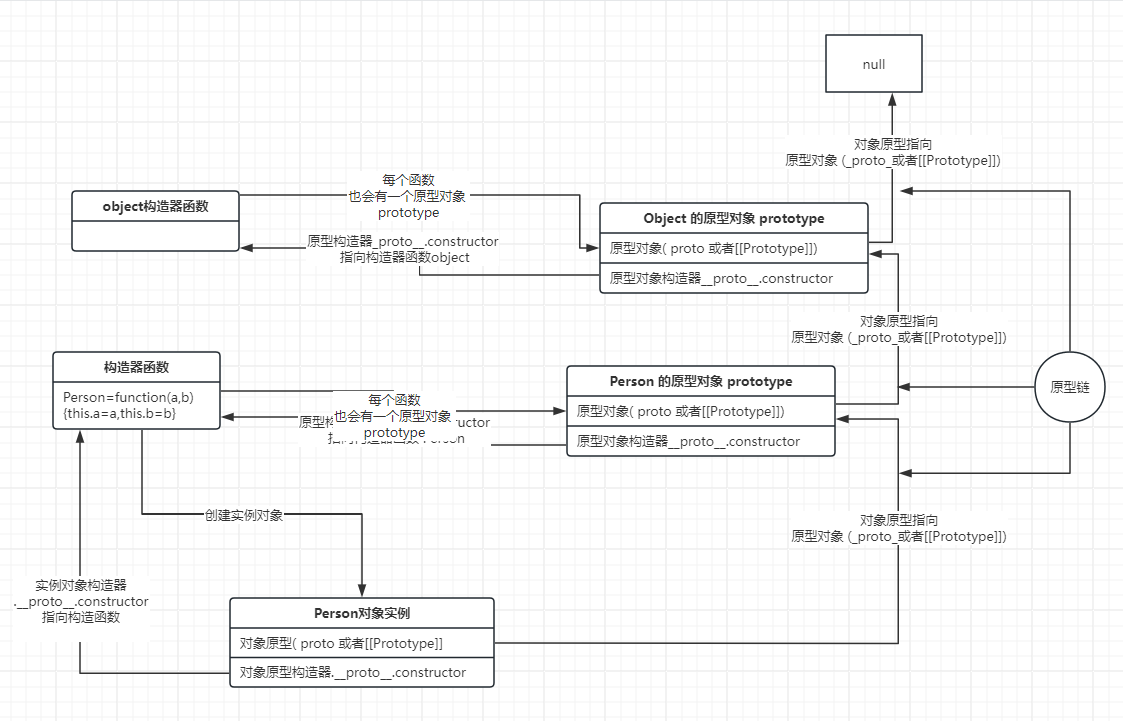 null
对象原型指向
原型对象 (_proto_或者[[Prototype]])
每个函数
也会有一个原型对象
prototype
object构造器函数
Object 的原型对象 prototype
原型对象( proto 或者[[Prototype]])
原型对象构造器__proto__.constructor
原型构造器_proto__.constructor
指向构造器函数object
对象原型指向
原型对象 (_proto_或者[[Prototype]])
构造器函数
Person=function(a,b)
{this.a=a,this.b=b}
每个函数
也会有一个原型对象
prototype
Person 的原型对象 prototype
原型对象( proto 或者[[Prototype]])
原型对象构造器__proto__.constructor
原型链
创建实例对象
对象原型指向
原型对象 (_proto_或者[[Prototype]])
实例对象构造器
.__proto__.constructor
指向构造函数
Person对象实例
对象原型( proto 或者[[Prototype]]
对象原型构造器.__proto__.constructor